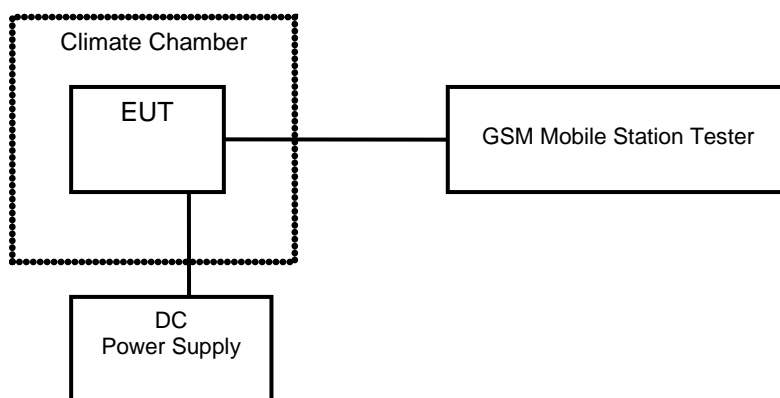 Climate Chamber
EUT
GSM Mobile Station Tester
DC
Power Supply